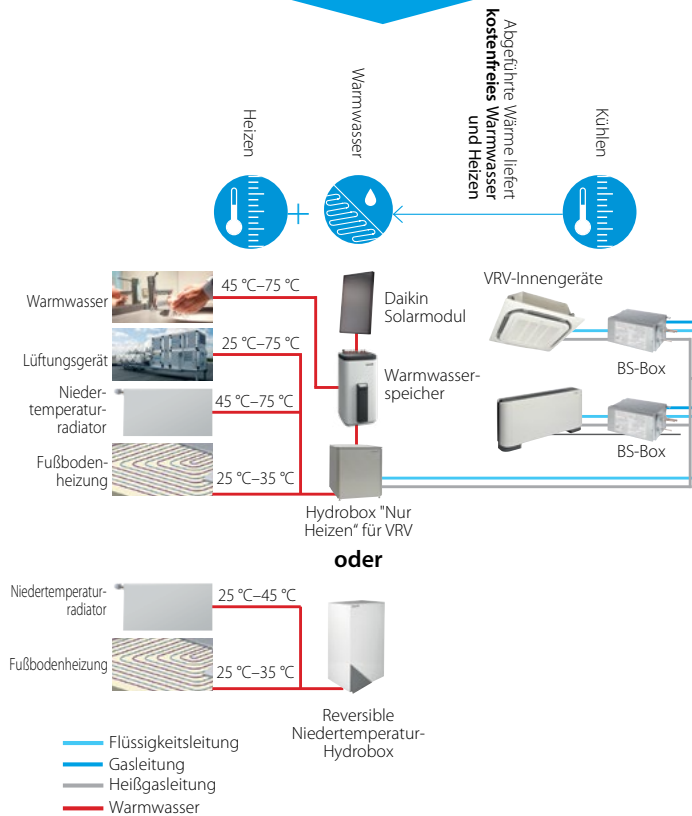 Heizen
Warmwasser
Abgeführte Wärme liefert
kostenfreies Warmwasser
und Heizen
Kühlen
Warmwasser
45 °C–75 °C
Lüftungsgerät
25 °C–75 °C
Nieder-
temperatur-
radiator
45 °C–75 °C
Fußboden-
heizung
25 °C–35 °C
Daikin
Solarmodul
Warmwasser-
speicher
Hydrobox "Nur
Heizen“ für VRV
VRV-Innengeräte
BS-Box
BS-Box
oder
Niedertemperatur-
radiator
25 °C–45 °C
Fußbodenheizung
25 °C–35 °C
Reversible
Niedertemperatur-
Hydrobox
Flüssigkeitsleitung
Gasleitung
Heißgasleitung
Warmwasser